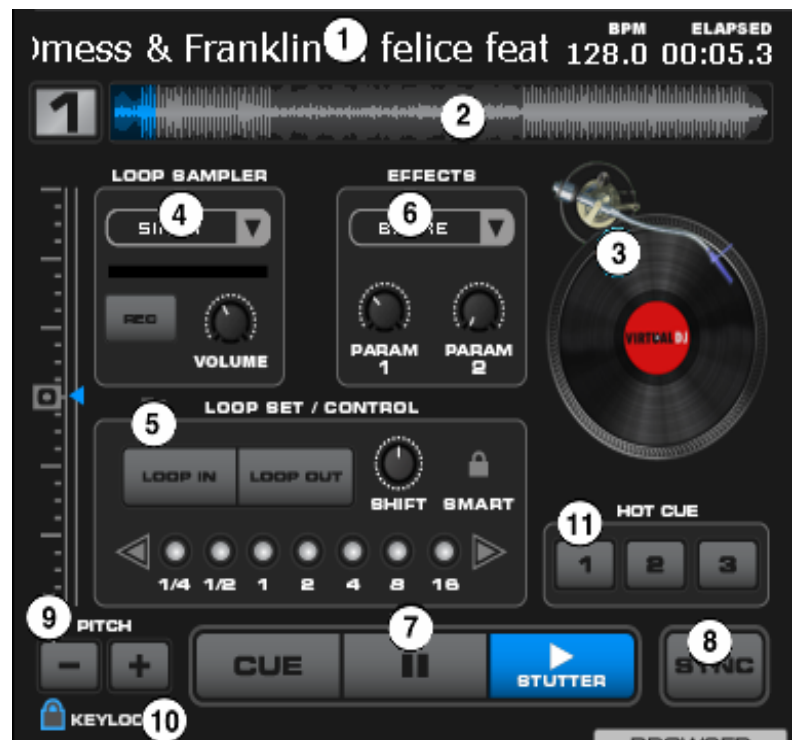 1
& Franklin felice feat
BPM ELAPSED
128.0 00:05.3
1
2
LOOP SAMPLER EFFECTS
4 6 3
REC
VOLUME
PARAM 1 PARAM 2
VIRTUAL DJ
5 LOOP SET / CONTROL
LOOP IN LOOP OUT
SHIFT SMART
1/4 1/2 1 2 4 8 16
11 HOT CUE
1 2 3
9 PITCH 7 8
- + CUE STUTTER SYNC
KEYLOCK 10
BROWSER